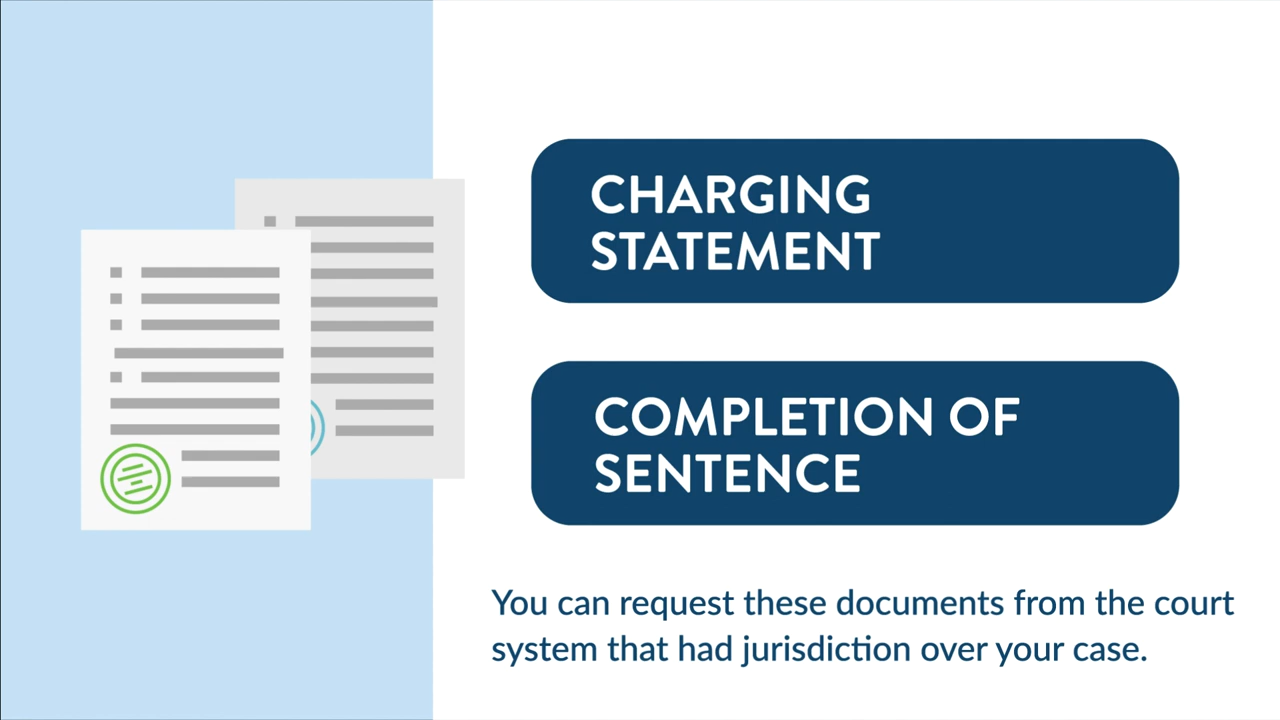 CHARGING
STATEMENT
COMPLETION OF
SENTENCE
You can request these documents from the court
system that had jurisdiction over your case.